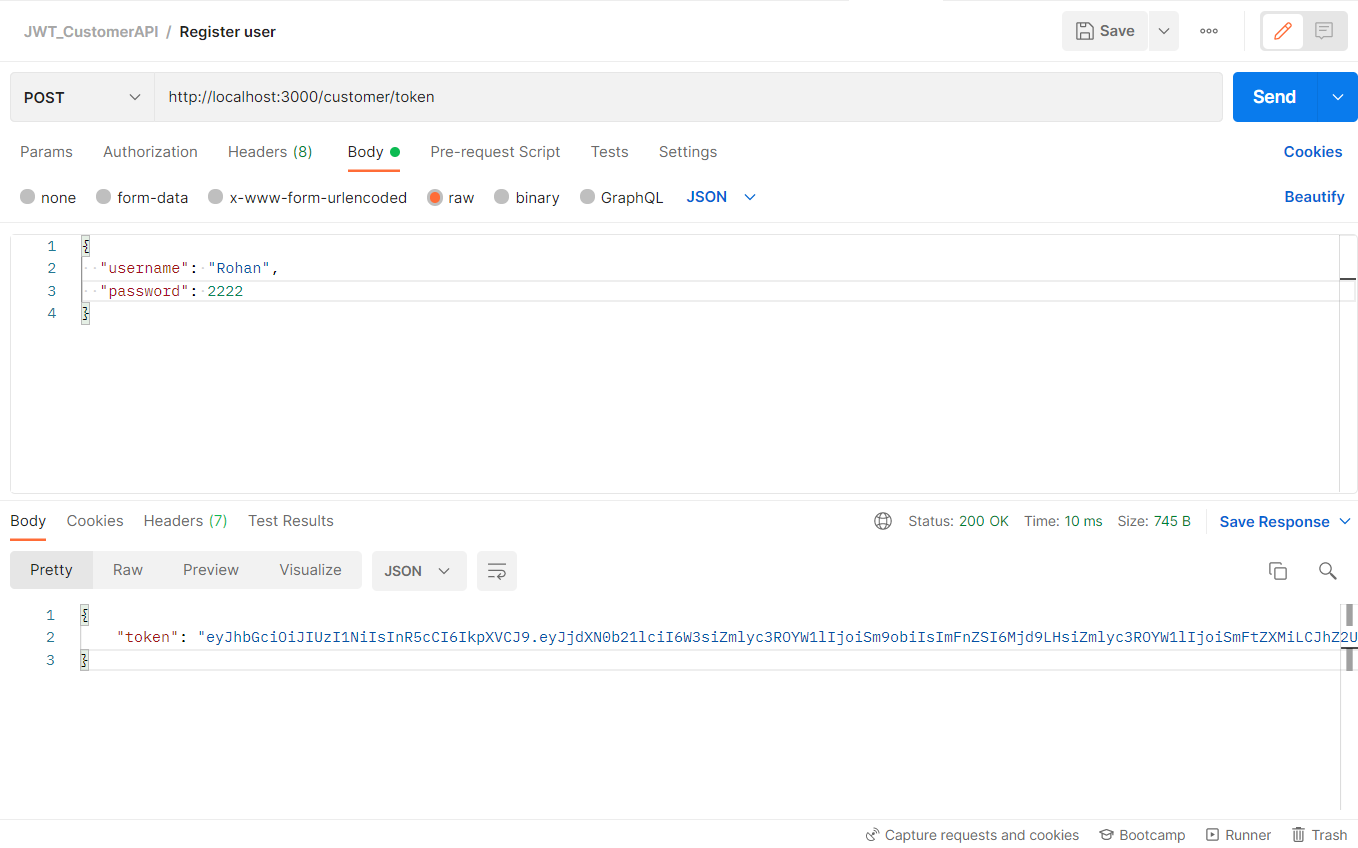 JWT_CustomerAPI / Register user
Save
POST
http://localhost:3000/customer/token
Send
Params Authorization Headers (8) Body Pre-request Script Tests Settings Cookies
none form-data x-www-form-urlencoded raw binary GraphQL JSON Beautify
1 {
2 "username": "Rohan",
3 "password": 2222
4 }
Body Cookies Headers (7) Test Results Status: 200 OK Time: 10 ms Size: 745 B Save Response
Pretty Raw Preview Visualize JSON
1 {
2 "token": "eyJhbGciOiJIUzI1NiIsInR5cCI6IkpXVCJ9.eyJjdXN0b21lciI6W3siZmlyc3ROYW1lIjoiSm9obiIsImFnZSI6Mjd9LHsiZmlyc3ROYW1lIjoiSmFtZXMiLCJhZ2U
3 }
Capture requests and cookies Bootcamp Runner Trash